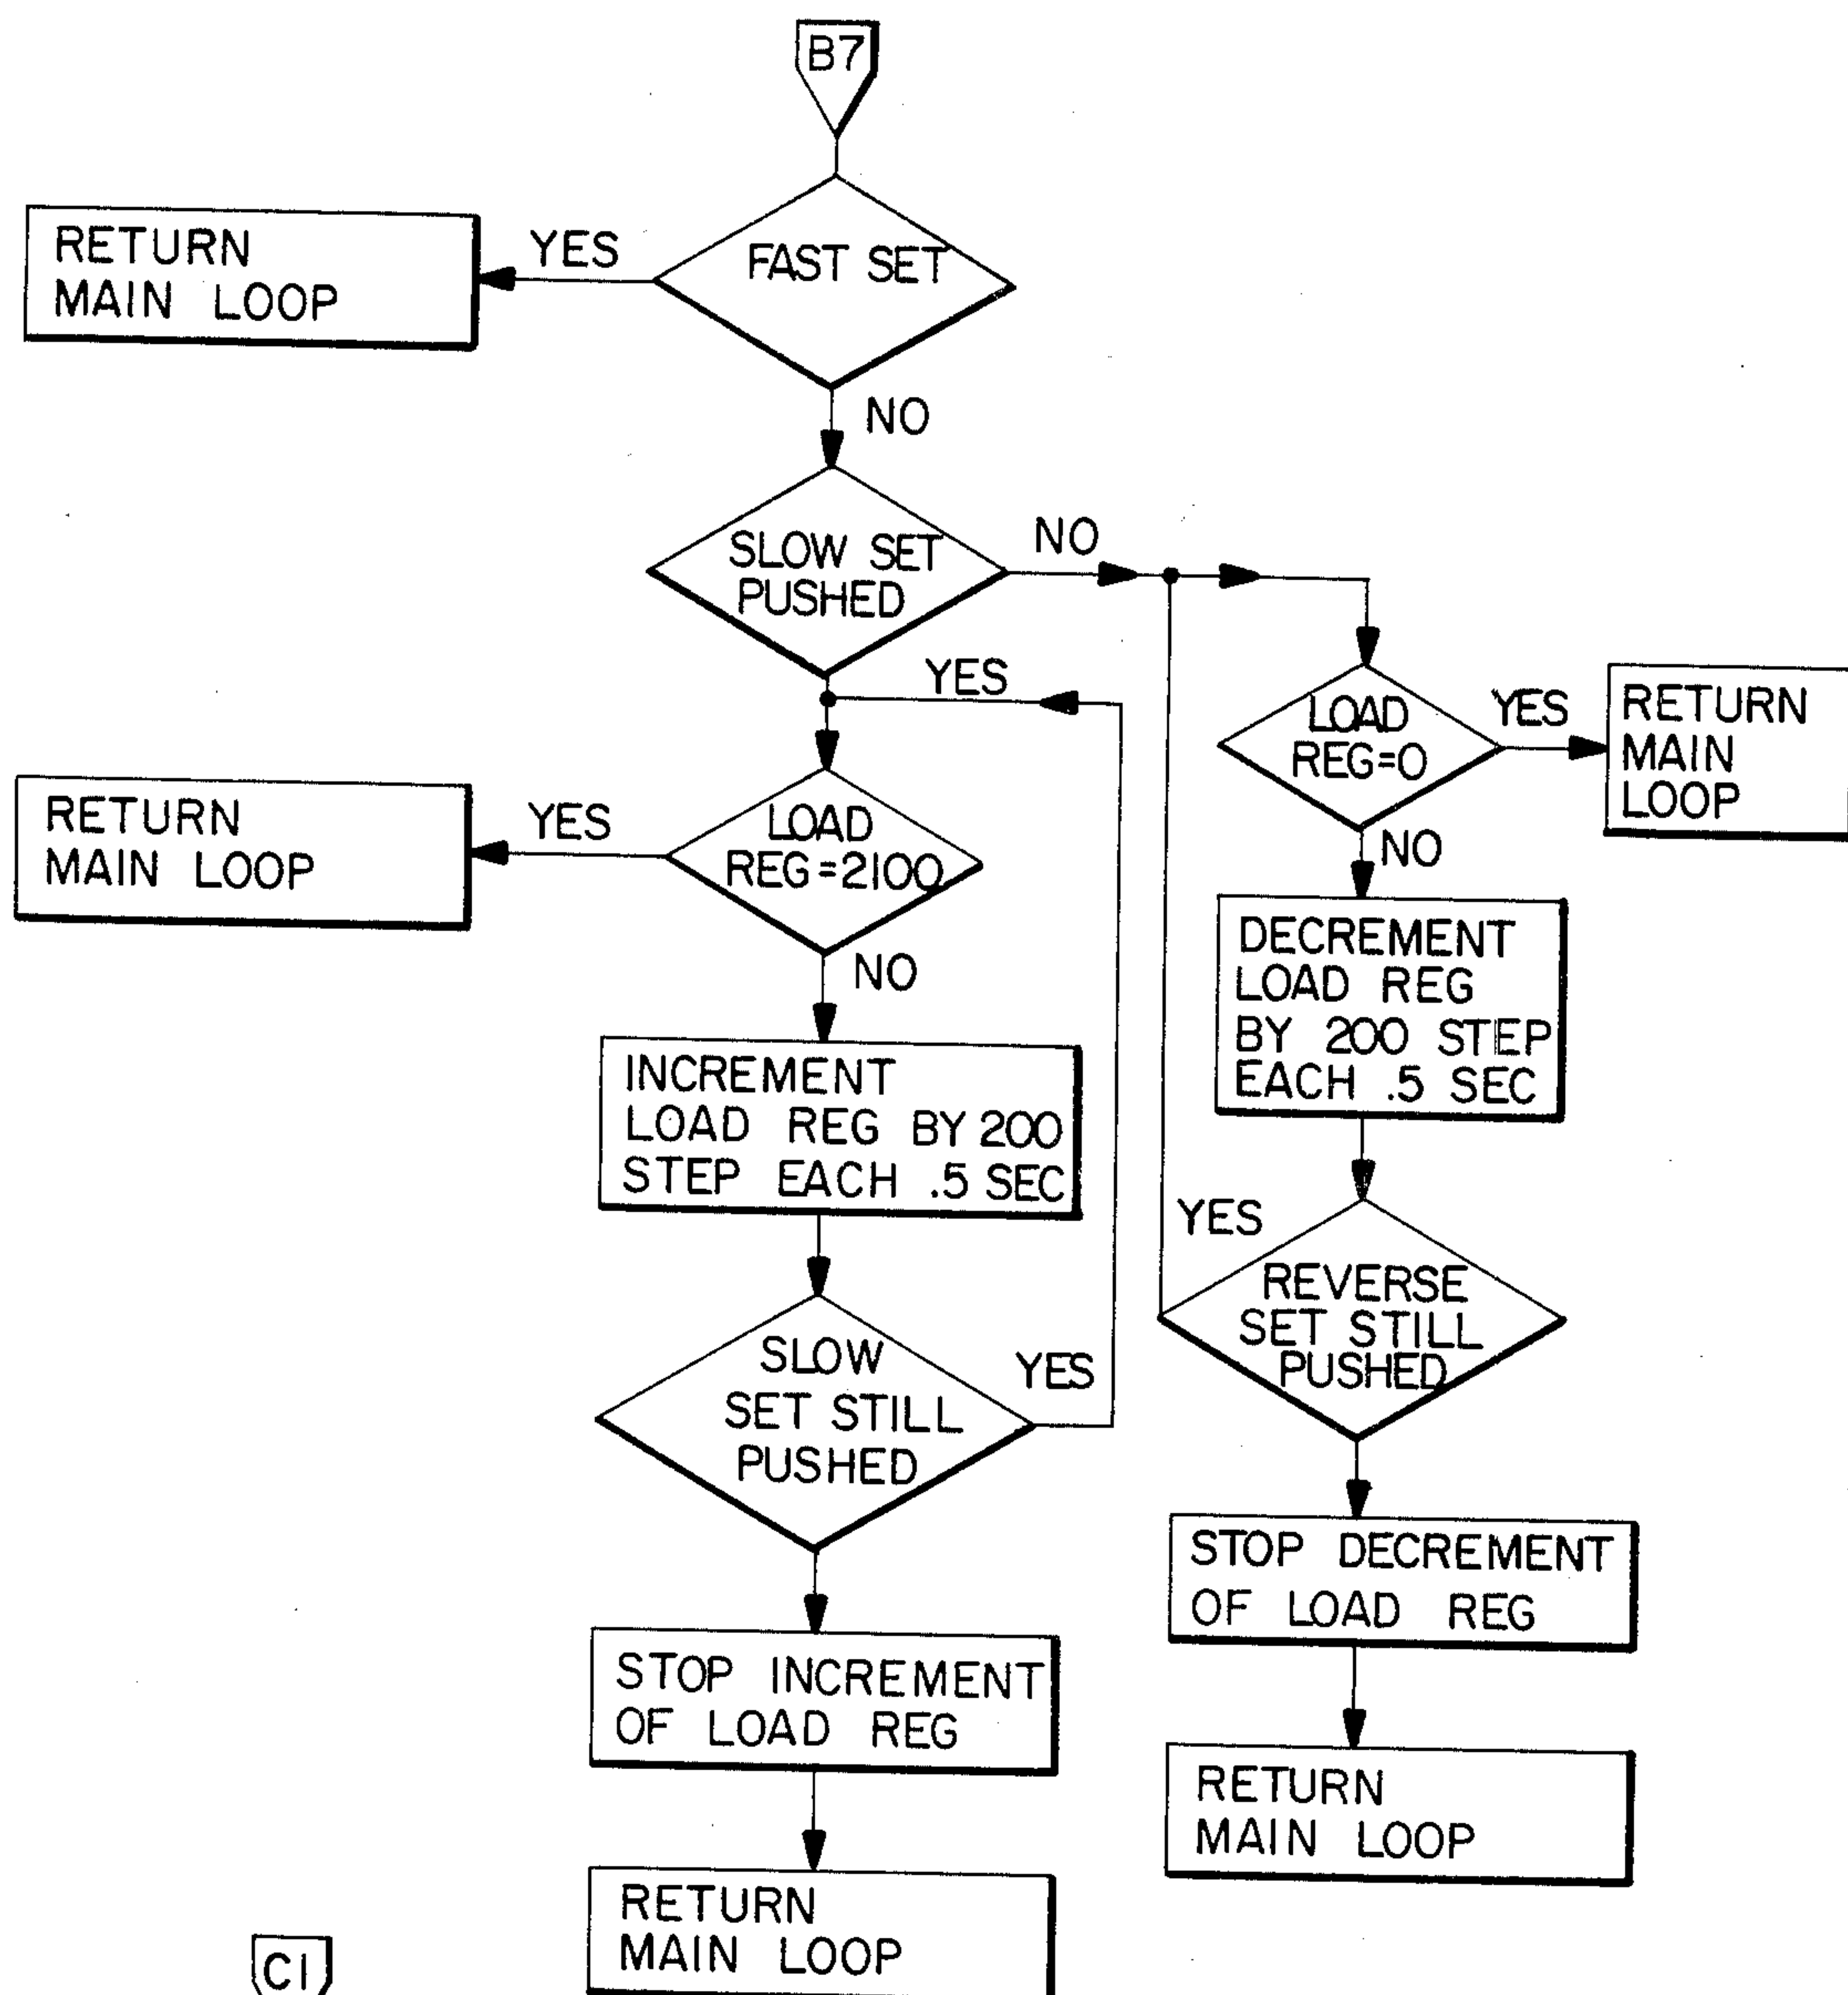 B7
FAST SET
YES
RETURN
MAIN LOOP
NO
SLOW SET
PUSHED
NO
YES
LOAD
REG=0
YES
RETURN
MAIN
LOOP
LOAD
REG=2100
YES
RETURN
MAIN LOOP
NO
NO
DECREMENT
LOAD REG
BY 200 STEP
EACH .5 SEC
INCREMENT
LOAD REG BY 200
STEP EACH .5 SEC
YES
REVERSE
SET STILL
PUSHED
SLOW
SET STILL
PUSHED
YES
STOP DECREMENT
OF LOAD REG
STOP INCREMENT
OF LOAD REG
RETURN
MAIN LOOP
RETURN
MAIN LOOP
C1